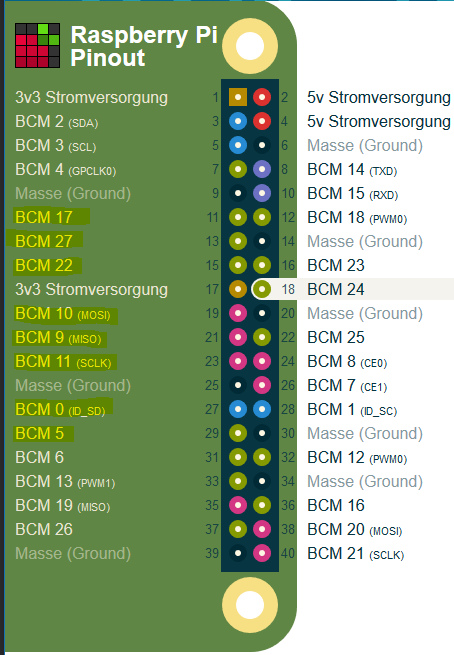 Raspberry Pi
Pinout
3v3 Stromversorgung 1 2 5v Stromversorgung
BCM 2 (SDA) 3 4 5v Stromversorgung
BCM 3 (SCL) 5 6 Masse (Ground)
BCM 4 (GPCLK0) 7 8 BCM 14 (TXD)
Masse (Ground) 9 10 BCM 15 (RXD)
BCM 17 11 12 BCM 18 (PWM0)
BCM 27 13 14 Masse (Ground)
BCM 22 15 16 BCM 23
3v3 Stromversorgung 17 18 BCM 24
BCM 10 (MOSI) 19 20 Masse (Ground)
BCM 9 (MISO) 21 22 BCM 25
BCM 11 (SCLK) 23 24 BCM 8 (CE0)
Masse (Ground) 25 26 BCM 7 (CE1)
BCM 0 (ID_SD) 27 28 BCM 1 (ID_SC)
BCM 5 29 30 Masse (Ground)
BCM 6 31 32 BCM 12 (PWM0)
BCM 13 (PWM1) 33 34 Masse (Ground)
BCM 19 (MISO) 35 36 BCM 16
BCM 26 37 38 BCM 20 (MOSI)
Masse (Ground) 39 40 BCM 21 (SCLK)